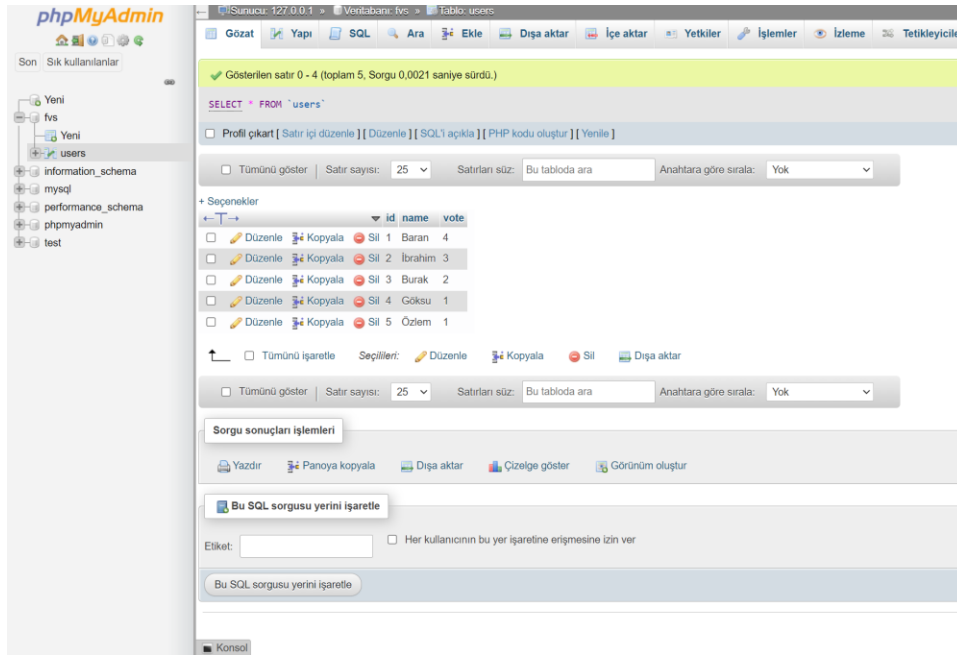 phpMyAdmin
Son Sık kullanılanlar
Yeni
fvs
Yeni
users
information_schema
mysql
performance_schema
phpmyadmin
test
Sunucu: 127.0.0.1 » Veritabanı: fvs » Tablo: users
Gözat Yapı SQL Ara Ekle Dışa aktar İçe aktar Yetkiler İşlemler İzleme Tetikleyicile
Gösterilen satır 0 - 4 (toplam 5, Sorgu 0,0021 saniye sürdü.)
SELECT * FROM `users`
Profil çıkart [ Satır içi düzenle ] [ Düzenle ] [ SQL'i açıkla ] [ PHP kodu oluştur ] [ Yenile ]
Tümünü göster | Satır sayısı: 25 Satırları süz: Bu tabloda ara Anahtara göre sırala: Yok
+ Seçenekler
←T→ id name vote
Düzenle Kopyala Sil 1 Baran 4
Düzenle Kopyala Sil 2 İbrahim 3
Düzenle Kopyala Sil 3 Burak 2
Düzenle Kopyala Sil 4 Göksu 1
Düzenle Kopyala Sil 5 Özlem 1
Tümünü işaretle Seçilileri: Düzenle Kopyala Sil Dışa aktar
Tümünü göster | Satır sayısı: 25 Satırları süz: Bu tabloda ara Anahtara göre sırala: Yok
Sorgu sonuçları işlemleri
Yazdır Panoya kopyala Dışa aktar Çizelge göster Görünüm oluştur
Bu SQL sorgusu yerini işaretle
Etiket: Her kullanıcının bu yer işaretine erişmesine izin ver
Bu SQL sorgusu yerini işaretle
Konsol